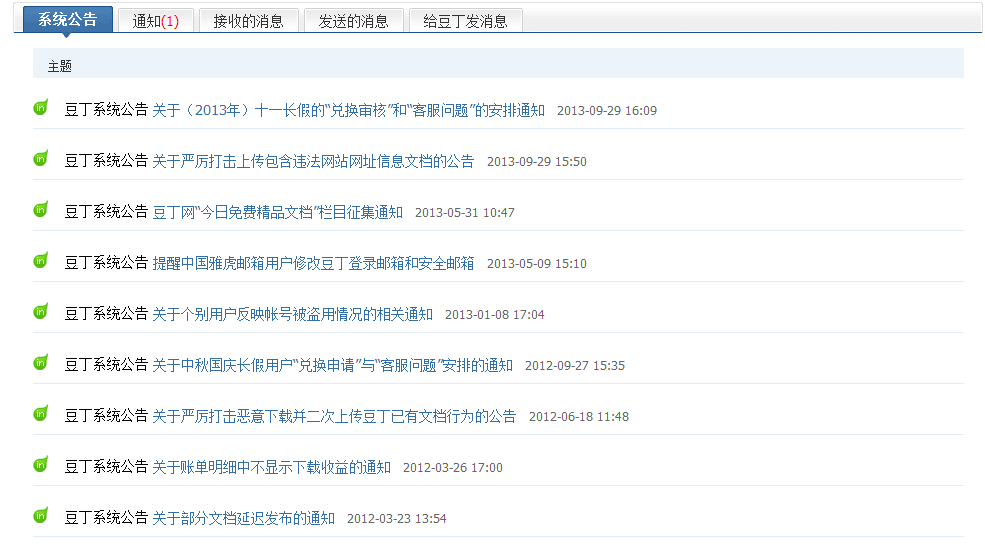 系统公告 通知(1) 接收的消息 发送的消息 给豆丁发消息
主题
in 豆丁系统公告 关于（2013年）十一长假的“兑换审核”和“客服问题”的安排通知 2013-09-29 16:09
in 豆丁系统公告 关于严厉打击上传包含违法网站网址信息文档的公告 2013-09-29 15:50
in 豆丁系统公告 豆丁网“今日免费精品文档”栏目征集通知 2013-05-31 10:47
in 豆丁系统公告 提醒中国雅虎邮箱用户修改豆丁登录邮箱和安全邮箱 2013-05-09 15:10
in 豆丁系统公告 关于个别用户反映帐号被盗用情况的相关通知 2013-01-08 17:04
in 豆丁系统公告 关于中秋国庆长假用户“兑换申请”与“客服问题”安排的通知 2012-09-27 15:35
in 豆丁系统公告 关于严厉打击恶意下载并二次上传豆丁已有文档行为的公告 2012-06-18 11:48
in 豆丁系统公告 关于账单明细中不显示下载收益的通知 2012-03-26 17:00
in 豆丁系统公告 关于部分文档延迟发布的通知 2012-03-23 13:54